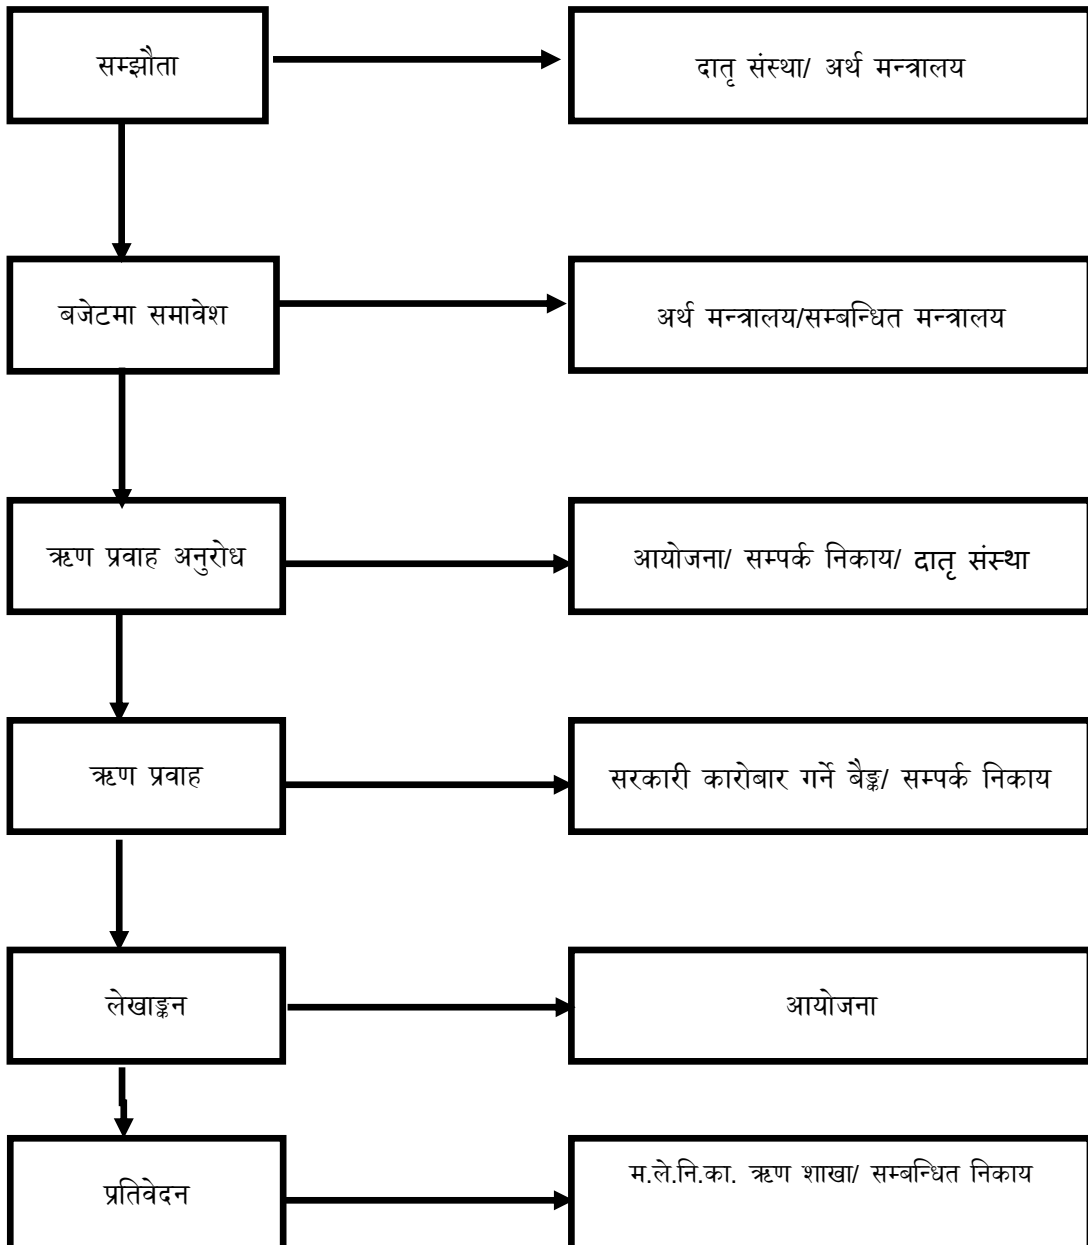 सम्झौता
दातृ संस्था/ अर्थ मन्त्रालय
बजेटमा समावेश
अर्थ मन्त्रालय/सम्बन्धित मन्त्रालय
ऋण प्रवाह अनुरोध
आयोजना/ सम्पर्क निकाय/ दातृ संस्था
ऋण प्रवाह
सरकारी कारोबार गर्ने बैङ्क/ सम्पर्क निकाय
लेखाङ्कन
आयोजना
प्रतिवेदन
म.ले.नि.का. ऋण शाखा/ सम्बन्धित निकाय